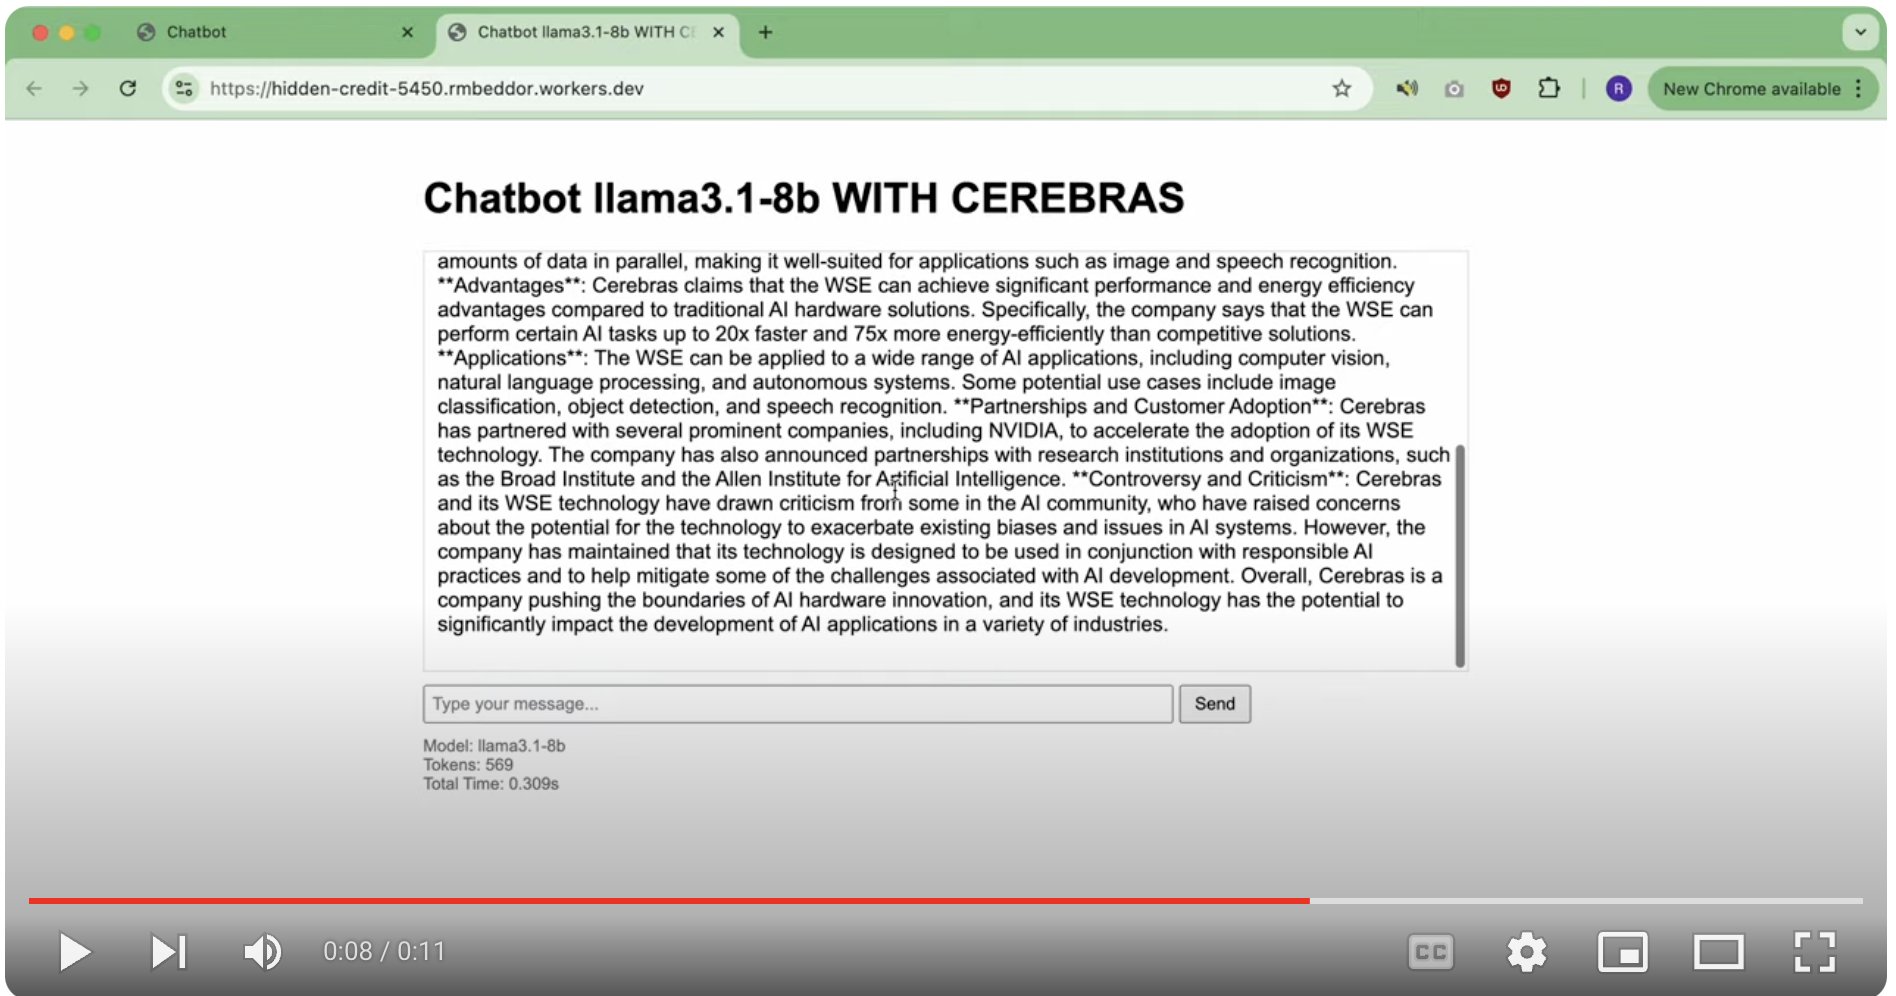 Chatbot
Chatbot llama3.1-8b WITH
https://hidden-credit-5450.rmbeddor.workers.dev
R
New Chrome available
Chatbot llama3.1-8b WITH CEREBRAS
amounts of data in parallel, making it well-suited for applications such as image and speech recognition.
**Advantages**: Cerebras claims that the WSE can achieve significant performance and energy efficiency
advantages compared to traditional AI hardware solutions. Specifically, the company says that the WSE can
perform certain AI tasks up to 20x faster and 75x more energy-efficiently than competitive solutions.
**Applications**: The WSE can be applied to a wide range of AI applications, including computer vision,
natural language processing, and autonomous systems. Some potential use cases include image
classification, object detection, and speech recognition. **Partnerships and Customer Adoption**: Cerebras
has partnered with several prominent companies, including NVIDIA, to accelerate the adoption of its WSE
technology. The company has also announced partnerships with research institutions and organizations, such
as the Broad Institute and the Allen Institute for Artificial Intelligence. **Controversy and Criticism**: Cerebras
and its WSE technology have drawn criticism from some in the AI community, who have raised concerns
about the potential for the technology to exacerbate existing biases and issues in AI systems. However, the
company has maintained that its technology is designed to be used in conjunction with responsible AI
practices and to help mitigate some of the challenges associated with AI development. Overall, Cerebras is a
company pushing the boundaries of AI hardware innovation, and its WSE technology has the potential to
significantly impact the development of AI applications in a variety of industries.
Type your message...
Send
Model: llama3.1-8b
Tokens: 569
Total Time: 0.309s
0:08 / 0:11
CC